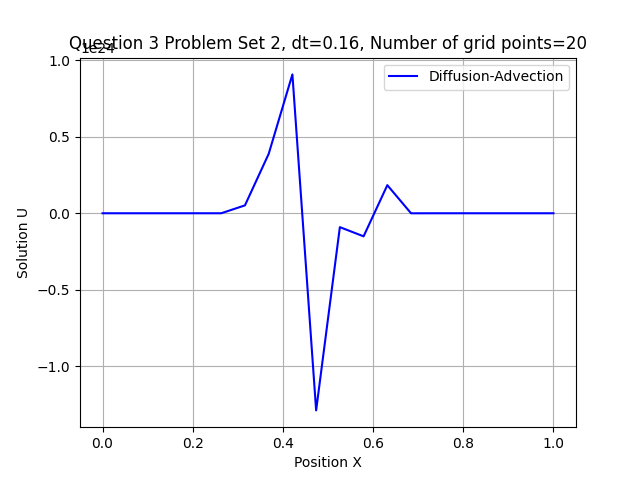 Question 3 Problem Set 2, dt=0.16, Number of grid points=20
1e24
Diffusion-Advection
1.0
0.5
0.0
−0.5
−1.0
Solution U
0.0 0.2 0.4 0.6 0.8 1.0
Position X